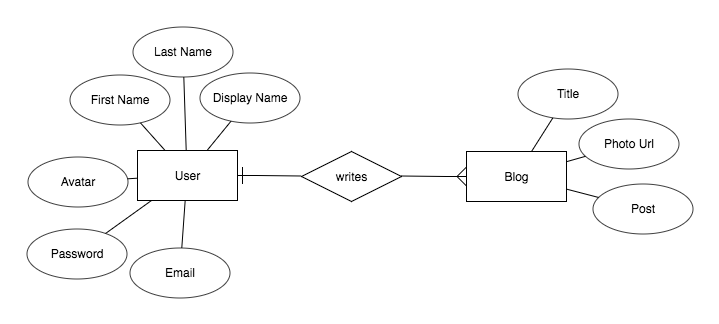 Last Name
First Name
Display Name
Title
Photo Url
Avatar
User
writes
Blog
Post
Password
Email